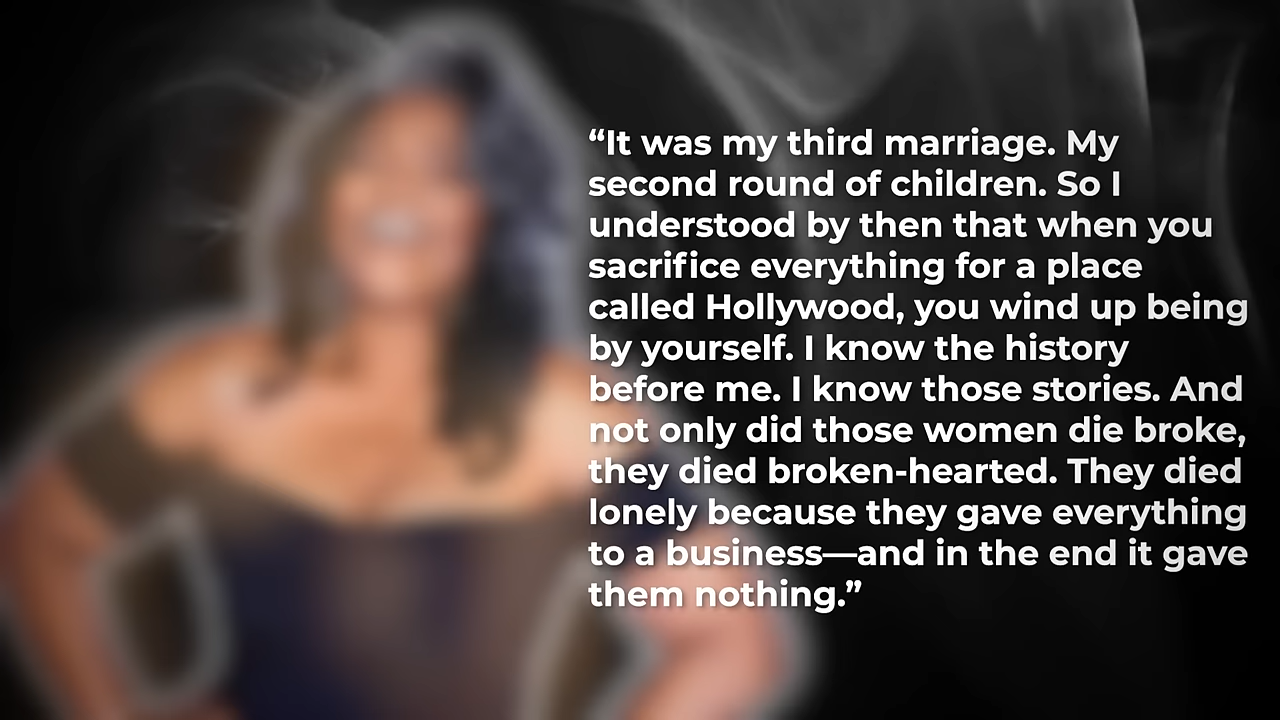 “It was my third marriage. My
second round of children. So I
understood by then that when you
sacrifice everything for a place
called Hollywood, you wind up being
by yourself. I know the history
before me. I know those stories. And
not only did those women die broke,
they died broken-hearted. They died
lonely because they gave everything
to a business—and in the end it gave
them nothing.”